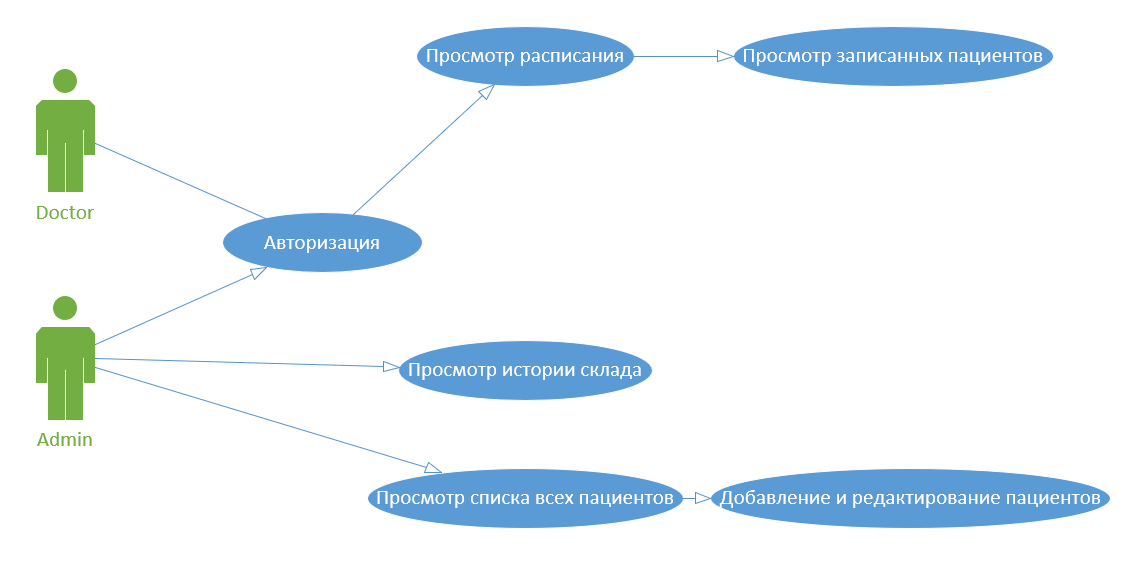 Просмотр расписания
Просмотр записанных пациентов
Doctor
Авторизация
Просмотр истории склада
Admin
Просмотр списка всех пациентов
Добавление и редактирование пациентов